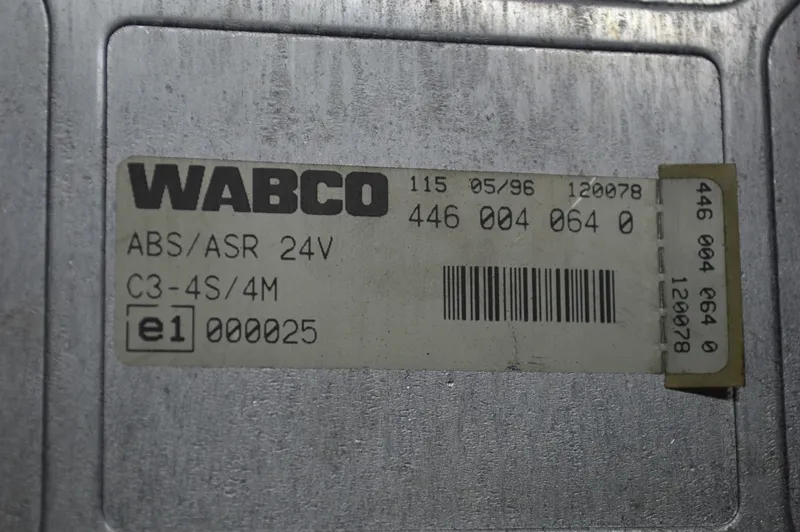 WABCO
115 05/96 120078
446 004 064 0
ABS/ASR 24V
C3-4S/4M
e1 000025
446 004 064 0
120078